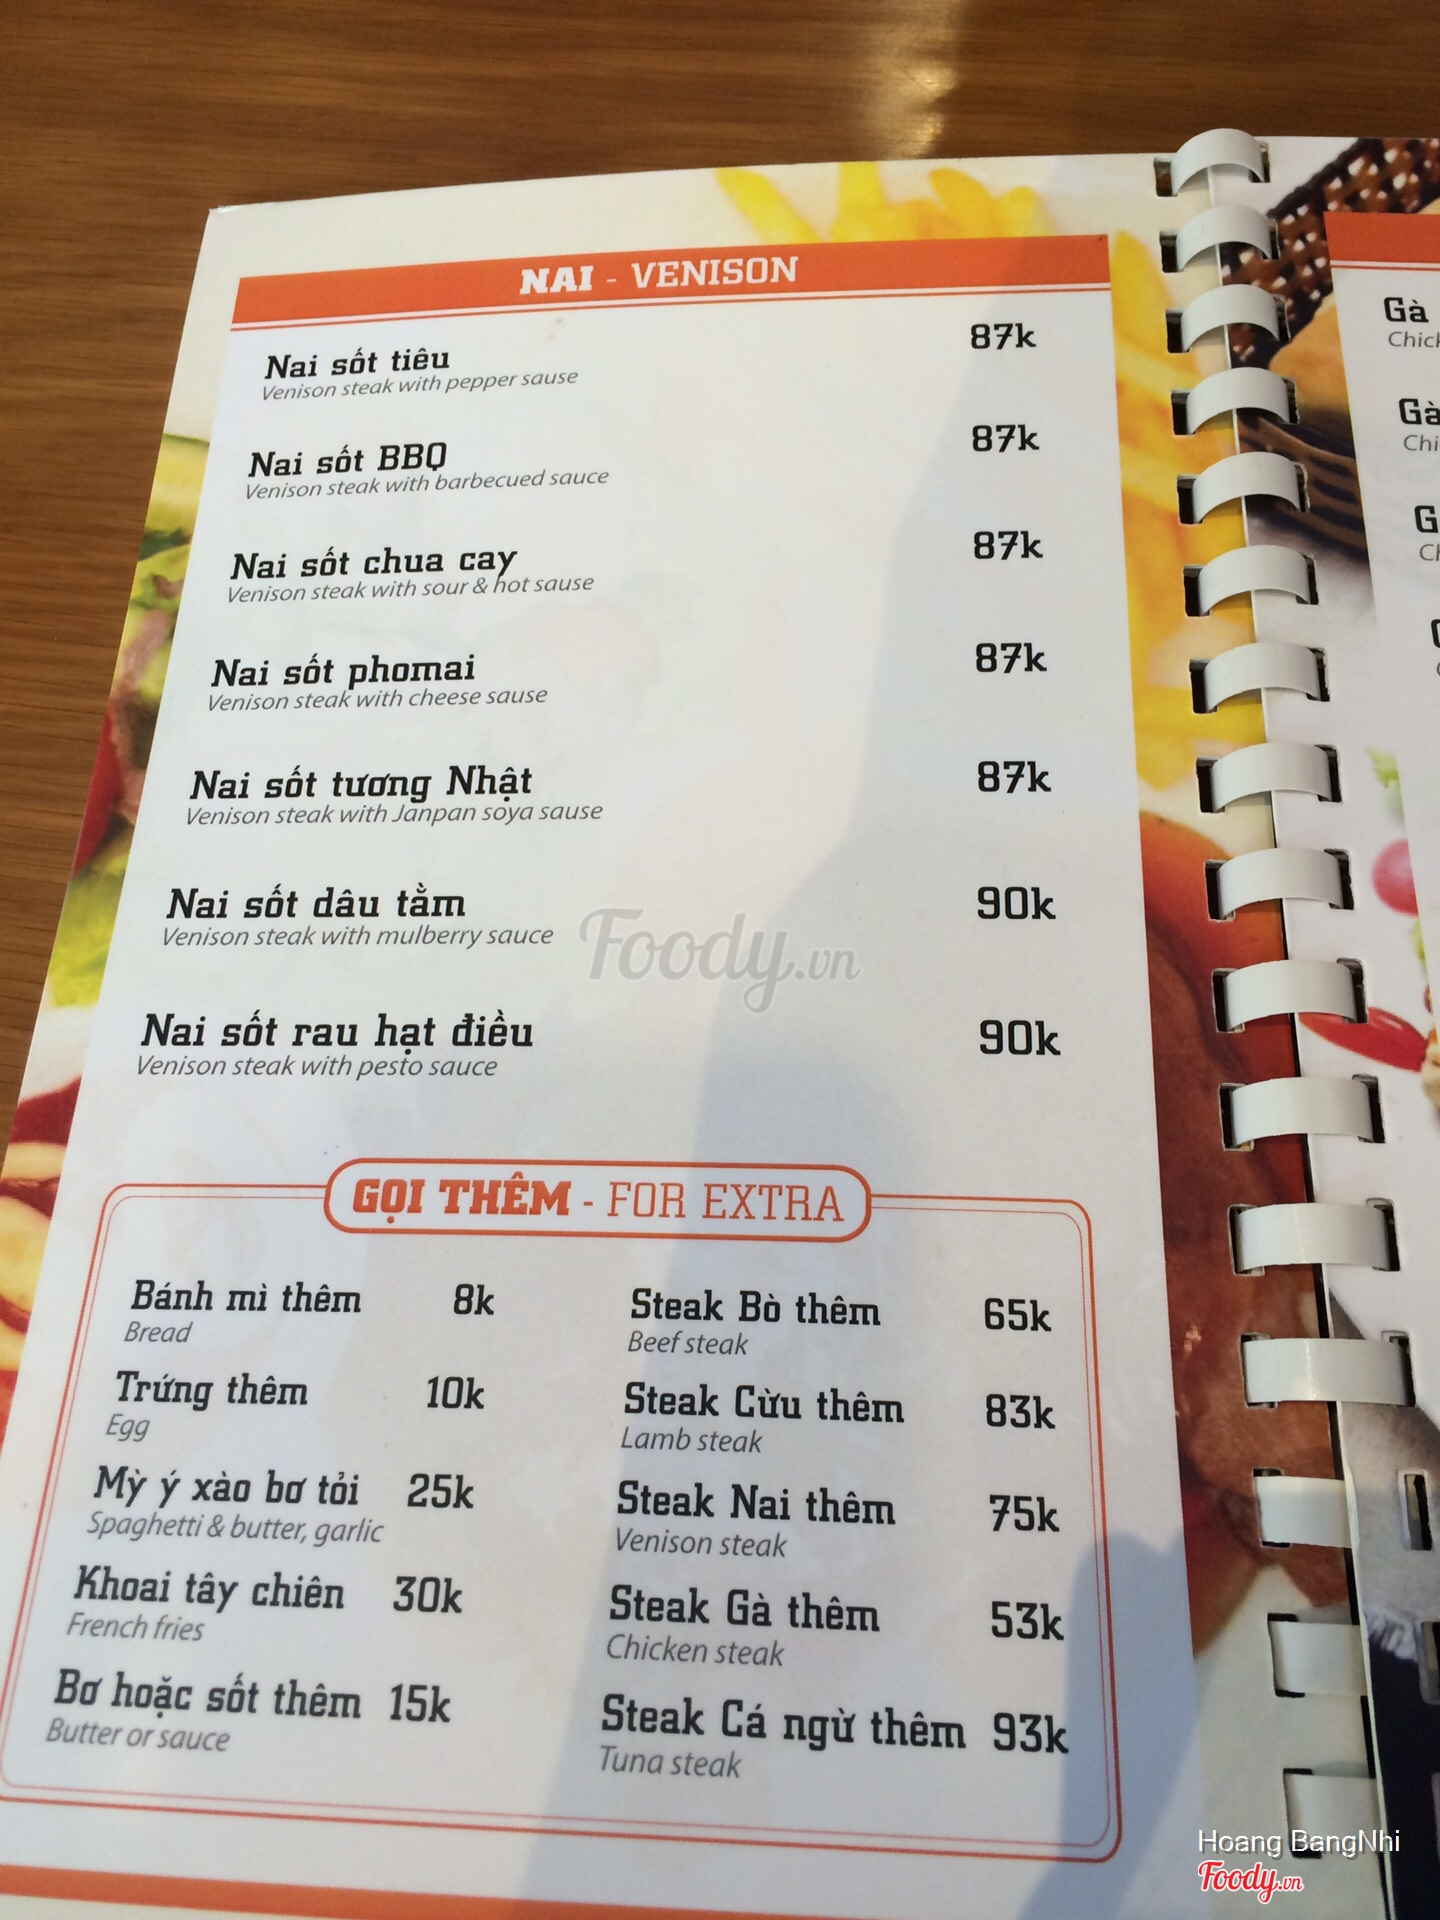 NAI - VENISON
Nai sốt tiêu 87k
Venison steak with pepper sause
Nai sốt BBQ 87k
Venison steak with barbecued sauce
Nai sốt chua cay 87k
Venison steak with sour & hot sause
Nai sốt phomai 87k
Venison steak with cheese sause
Nai sốt tương Nhật 87k
Venison steak with Janpan soya sause
Nai sốt dâu tằm 90k
Venison steak with mulberry sauce
Foody.vn
Nai sốt rau hạt điều 90k
Venison steak with pesto sauce
GỌI THÊM - FOR EXTRA
Bánh mì thêm 8k
Bread
Trứng thêm 10k
Egg
Mỳ ý xào bơ tỏi 25k
Spaghetti & butter, garlic
Khoai tây chiên 30k
French fries
Bơ hoặc sốt thêm 15k
Butter or sauce
Steak Bò thêm 65k
Beef steak
Steak Cừu thêm 83k
Lamb steak
Steak Nai thêm 75k
Venison steak
Steak Gà thêm 53k
Chicken steak
Steak Cá ngừ thêm 93k
Tuna steak
Gà
Gà
Hoang BangNhi
Foody.vn